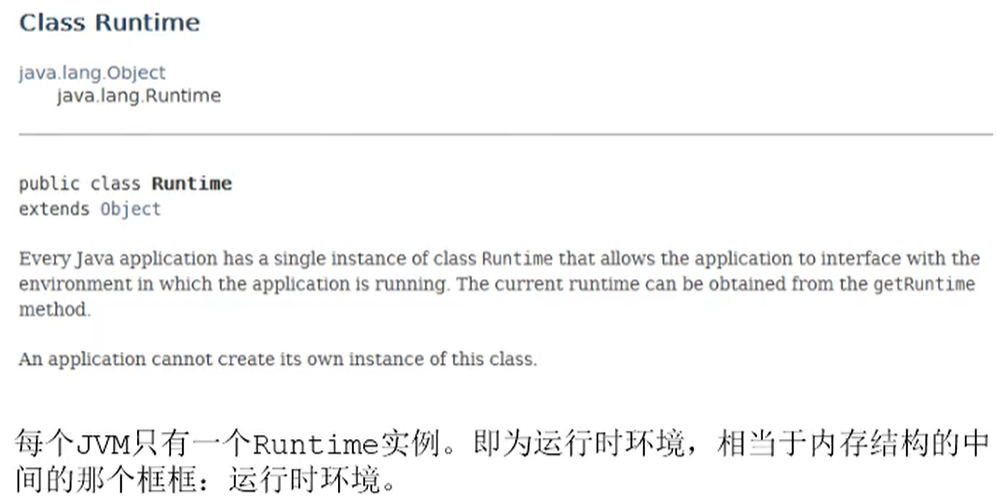 Class Runtime
java.lang.Object
java.lang.Runtime
public class Runtime
extends Object
Every Java application has a single instance of class Runtime that allows the application to interface with the
environment in which the application is running. The current runtime can be obtained from the getRuntime
method.
An application cannot create its own instance of this class.
每个JVM只有一个Runtime实例。即为运行时环境，相当于内存结构的中
间的那个框框：运行时环境。